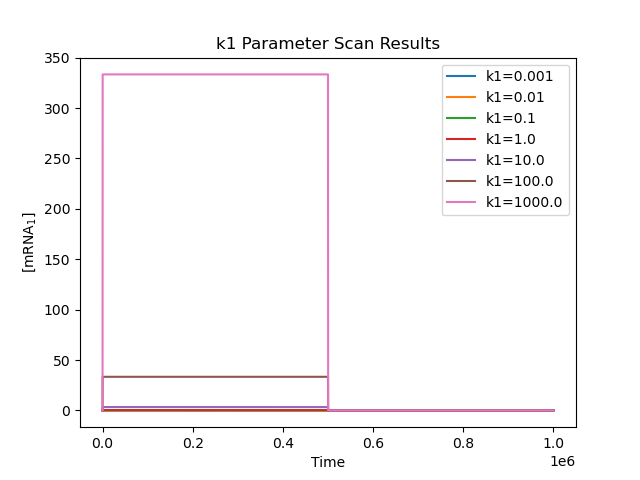 k1 Parameter Scan Results
350
300
250
200
150
100
50
0
[mRNA₁]
k1=0.001
k1=0.01
k1=0.1
k1=1.0
k1=10.0
k1=100.0
k1=1000.0
0.0 0.2 0.4 0.6 0.8 1.0
1e6
Time